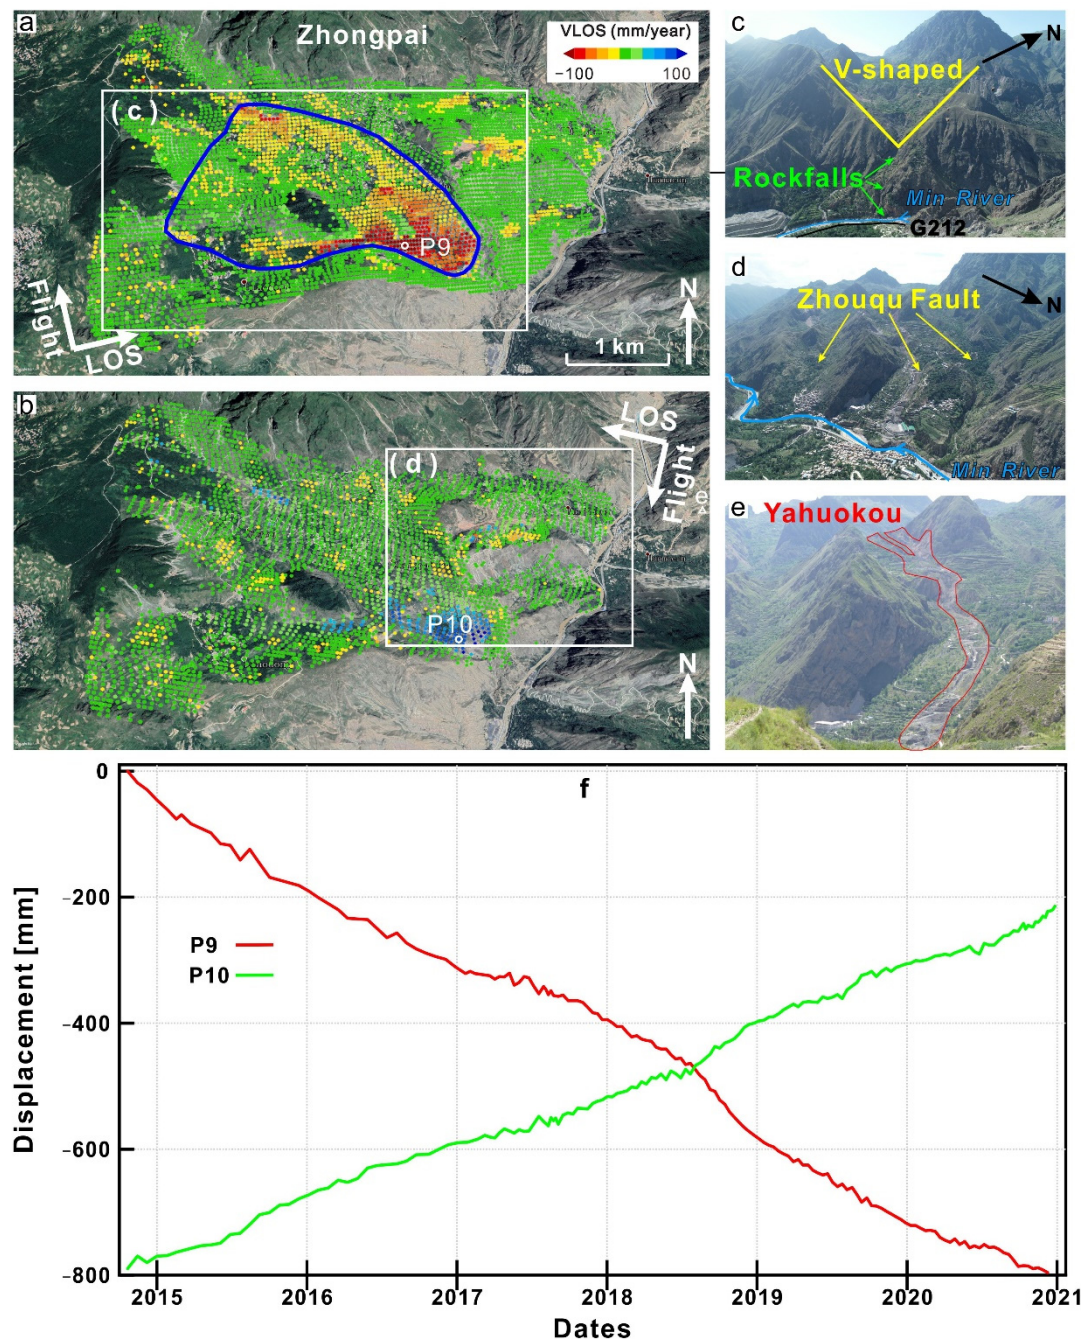 a
Zhongpai
VLOS (mm/year)
−100
100
( c )
P9
Flight
LOS
N
1 km
b
LOS
Flight
( d )
P10
N
c
N
V-shaped
Rockfalls
Min River
G212
d
Zhouqu Fault
N
Min River
e
Yahuokou
f
0
−200
−400
−600
−800
Displacement [mm]
P9
P10
2015
2016
2017
2018
2019
2020
2021
Dates